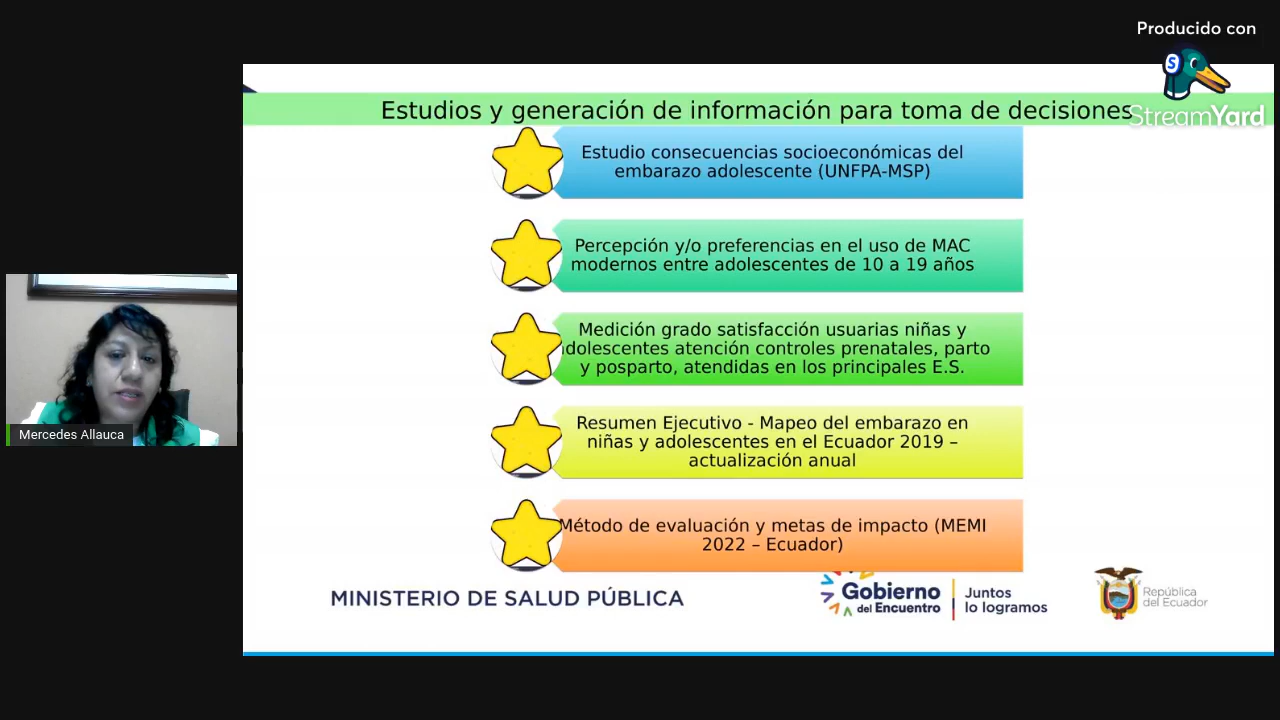 Producido con
StreamYard
Estudios y generación de información para toma de decisiones
Estudio consecuencias socioeconómicas del
embarazo adolescente (UNFPA-MSP)
Percepción y/o preferencias en el uso de MAC
modernos entre adolescentes de 10 a 19 años
Medición grado satisfacción usuarias niñas y
adolescentes atención controles prenatales, parto
y posparto, atendidas en los principales E.S.
Resumen Ejecutivo - Mapeo del embarazo en
niñas y adolescentes en el Ecuador 2019 –
actualización anual
Método de evaluación y metas de impacto (MEMI
2022 – Ecuador)
Mercedes Allauca
MINISTERIO DE SALUD PÚBLICA
Gobierno
del Encuentro
Juntos
lo logramos
República
del Ecuador